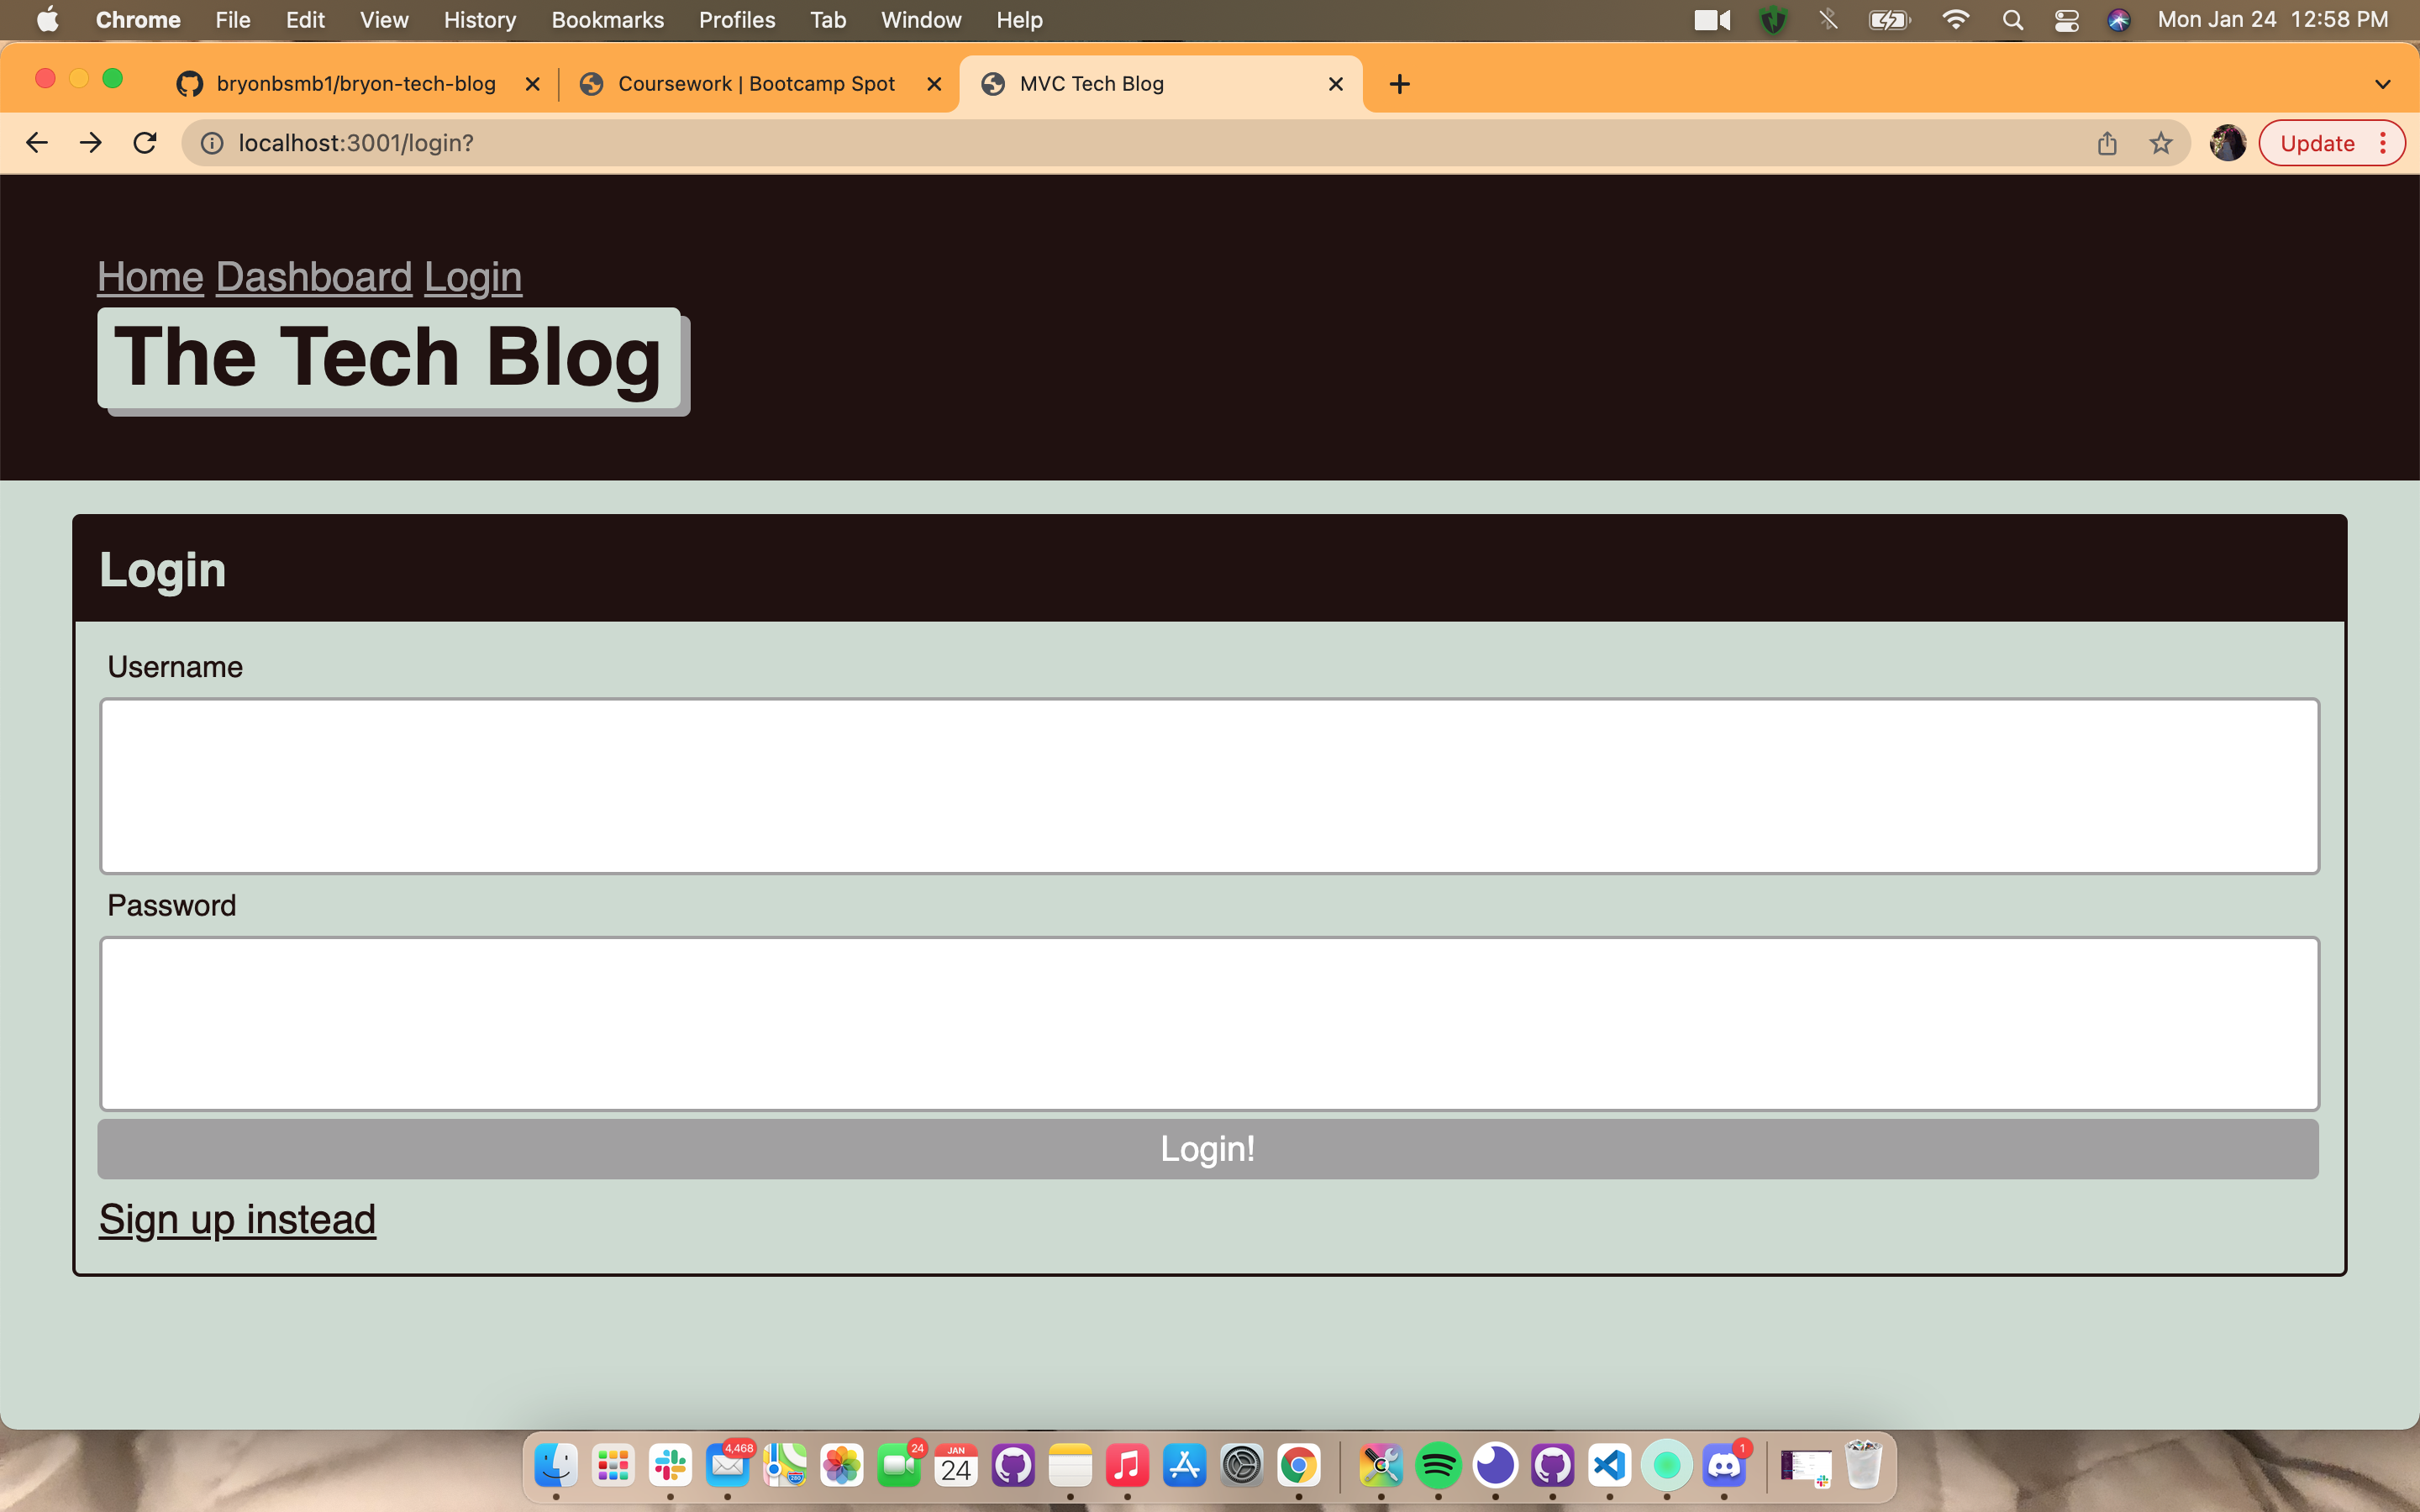 Chrome File Edit View History Bookmarks Profiles Tab Window Help Mon Jan 24 12:58 PM
bryonbsmb1/bryon-tech-blog Coursework | Bootcamp Spot MVC Tech Blog
localhost:3001/login? Update
Home Dashboard Login
The Tech Blog
Login
Username
Password
Login!
Sign up instead
4,468 24 JAN 24 1